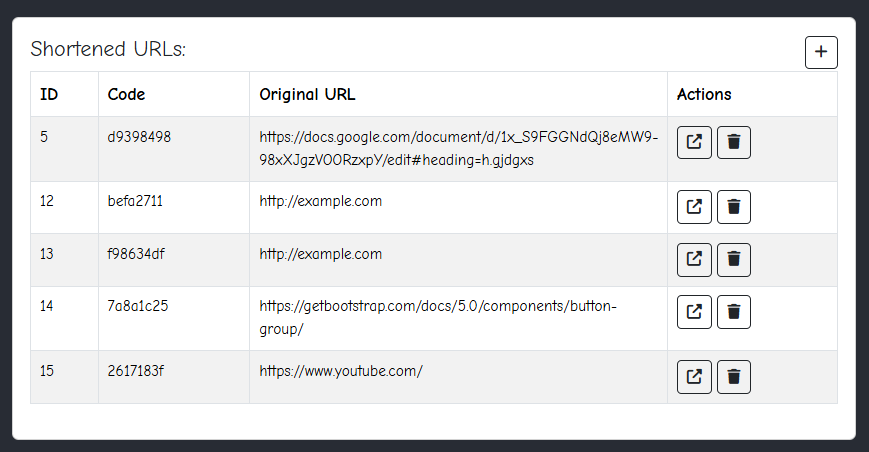 Shortened URLs:
+
ID Code Original URL Actions
5 d9398498 https://docs.google.com/document/d/1x_S9FGGNdQj8eMW9-
98xXJgzVO0RzxpY/edit#heading=h.gjdgxs
12 befa2711 http://example.com
13 f98634df http://example.com
14 7a8a1c25 https://getbootstrap.com/docs/5.0/components/button-
group/
15 2617183f https://www.youtube.com/